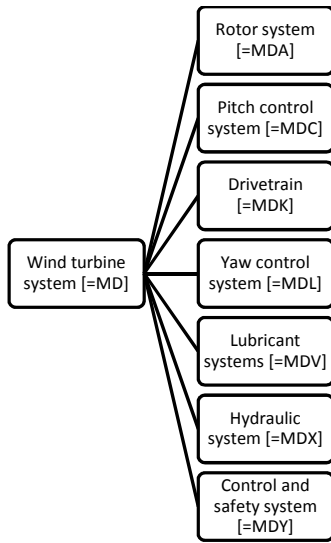 Rotor system
[=MDA]
Pitch control
system [=MDC]
Drivetrain
[=MDK]
Wind turbine
system [=MD]
Yaw control
system [=MDL]
Lubricant
systems [=MDV]
Hydraulic
system [=MDX]
Control and
safety system
[=MDY]